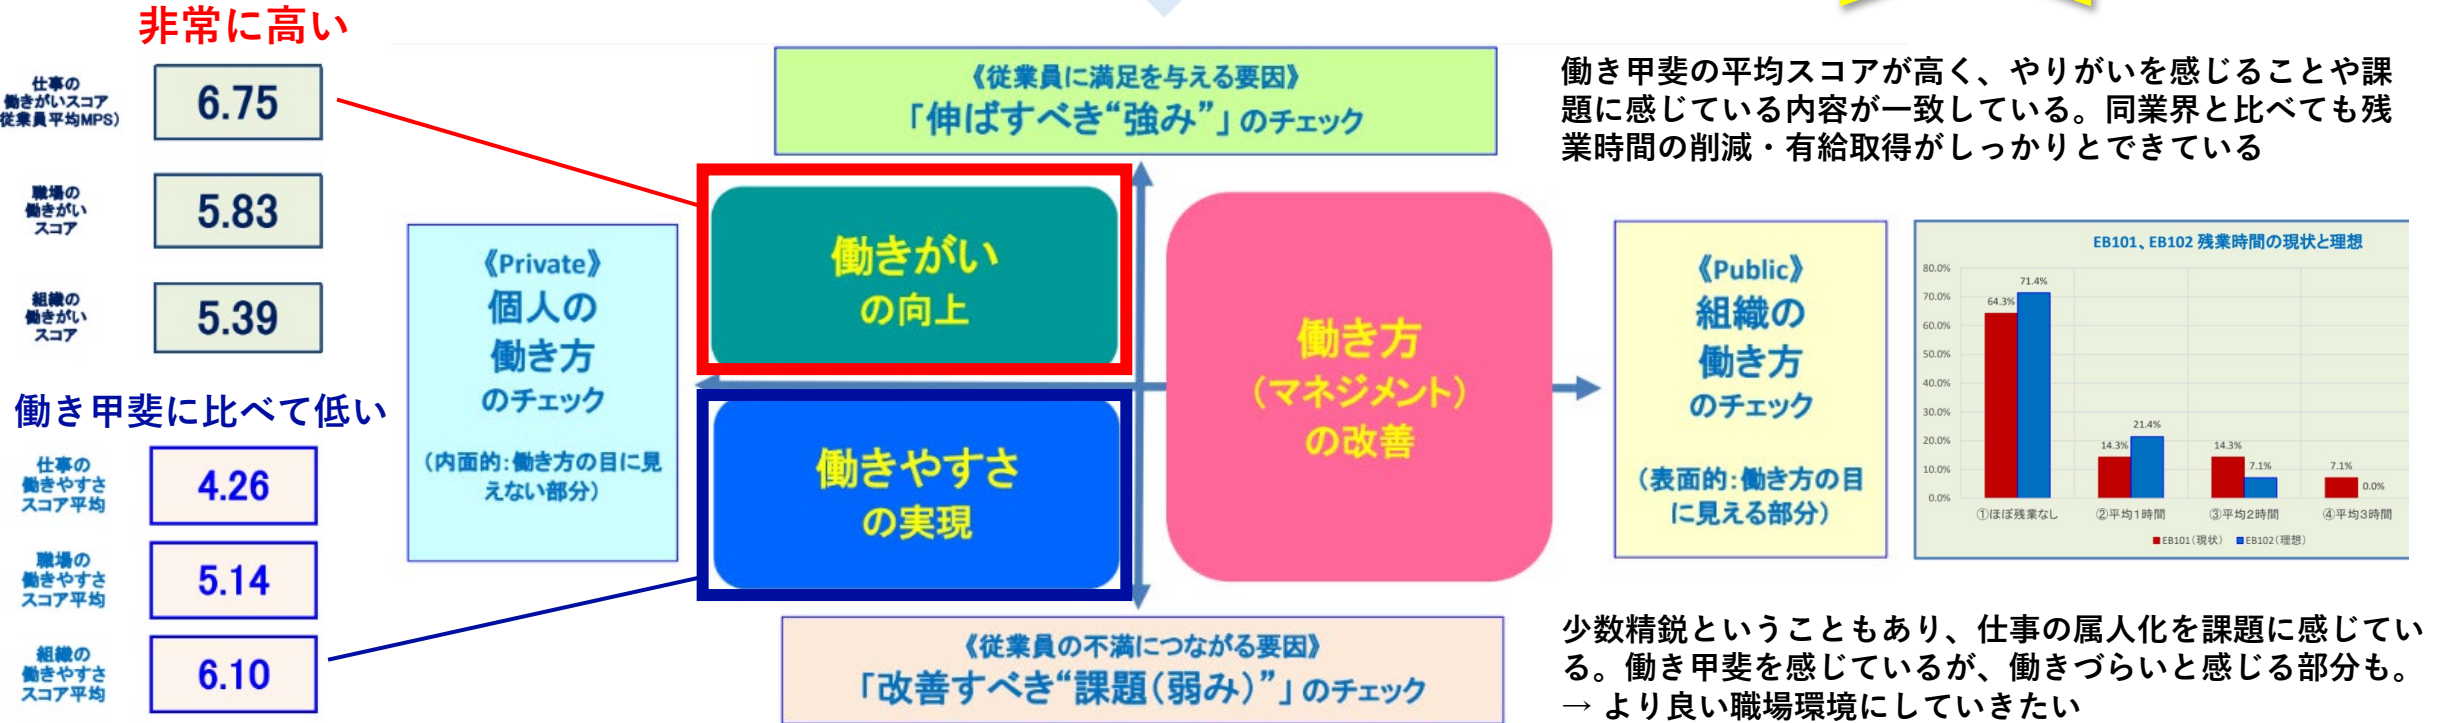 非常に高い
仕事の
働きがいスコア
従業員平均MPS)
6.75
職場の
働きがい
スコア
5.83
組織の
働きがい
スコア
5.39
働き甲斐に比べて低い
仕事の
働きやすさ
スコア平均
4.26
職場の
働きやすさ
スコア平均
5.14
組織の
働きやすさ
スコア平均
6.10
《従業員に満足を与える要因》
「伸ばすべき“強み”」のチェック
《Private》
個人の
働き方
のチェック
(内面的:働き方の目に見
えない部分)
働きがい
の向上
働きやすさ
の実現
働き方
(マネジメント)
の改善
《Public》
組織の
働き方
のチェック
(表面的:働き方の目
に見える部分)
《従業員の不満につながる要因》
「改善すべき“課題(弱み)”」のチェック
働き甲斐の平均スコアが高く、やりがいを感じることや課
題に感じている内容が一致している。同業界と比べても残
業時間の削減・有給取得がしっかりとできている
EB101、EB102 残業時間の現状と理想
80.0%
70.0%
60.0%
50.0%
40.0%
30.0%
20.0%
10.0%
0.0%
64.3%
71.4%
14.3%
21.4%
14.3%
7.1%
7.1%
0.0%
①ほぼ残業なし
②平均1時間
③平均2時間
④平均3時間
EB101(現状)
EB102(理想)
少数精鋭ということもあり、仕事の属人化を課題に感じてい
る。働き甲斐を感じているが、働きづらいと感じる部分も。
→ より良い職場環境にしていきたい